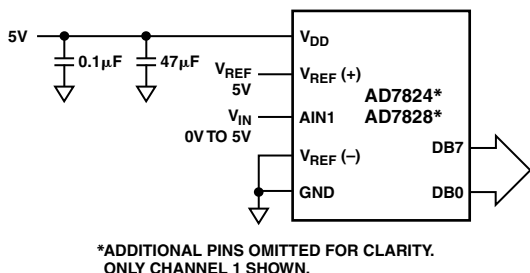 5V
0.1µF
47µF
VDD
VREF
5V
VREF (+)
VIN
0V TO 5V
AIN1
AD7824*
AD7828*
VREF (–)
DB7
GND
DB0
*ADDITIONAL PINS OMITTED FOR CLARITY.
ONLY CHANNEL 1 SHOWN.